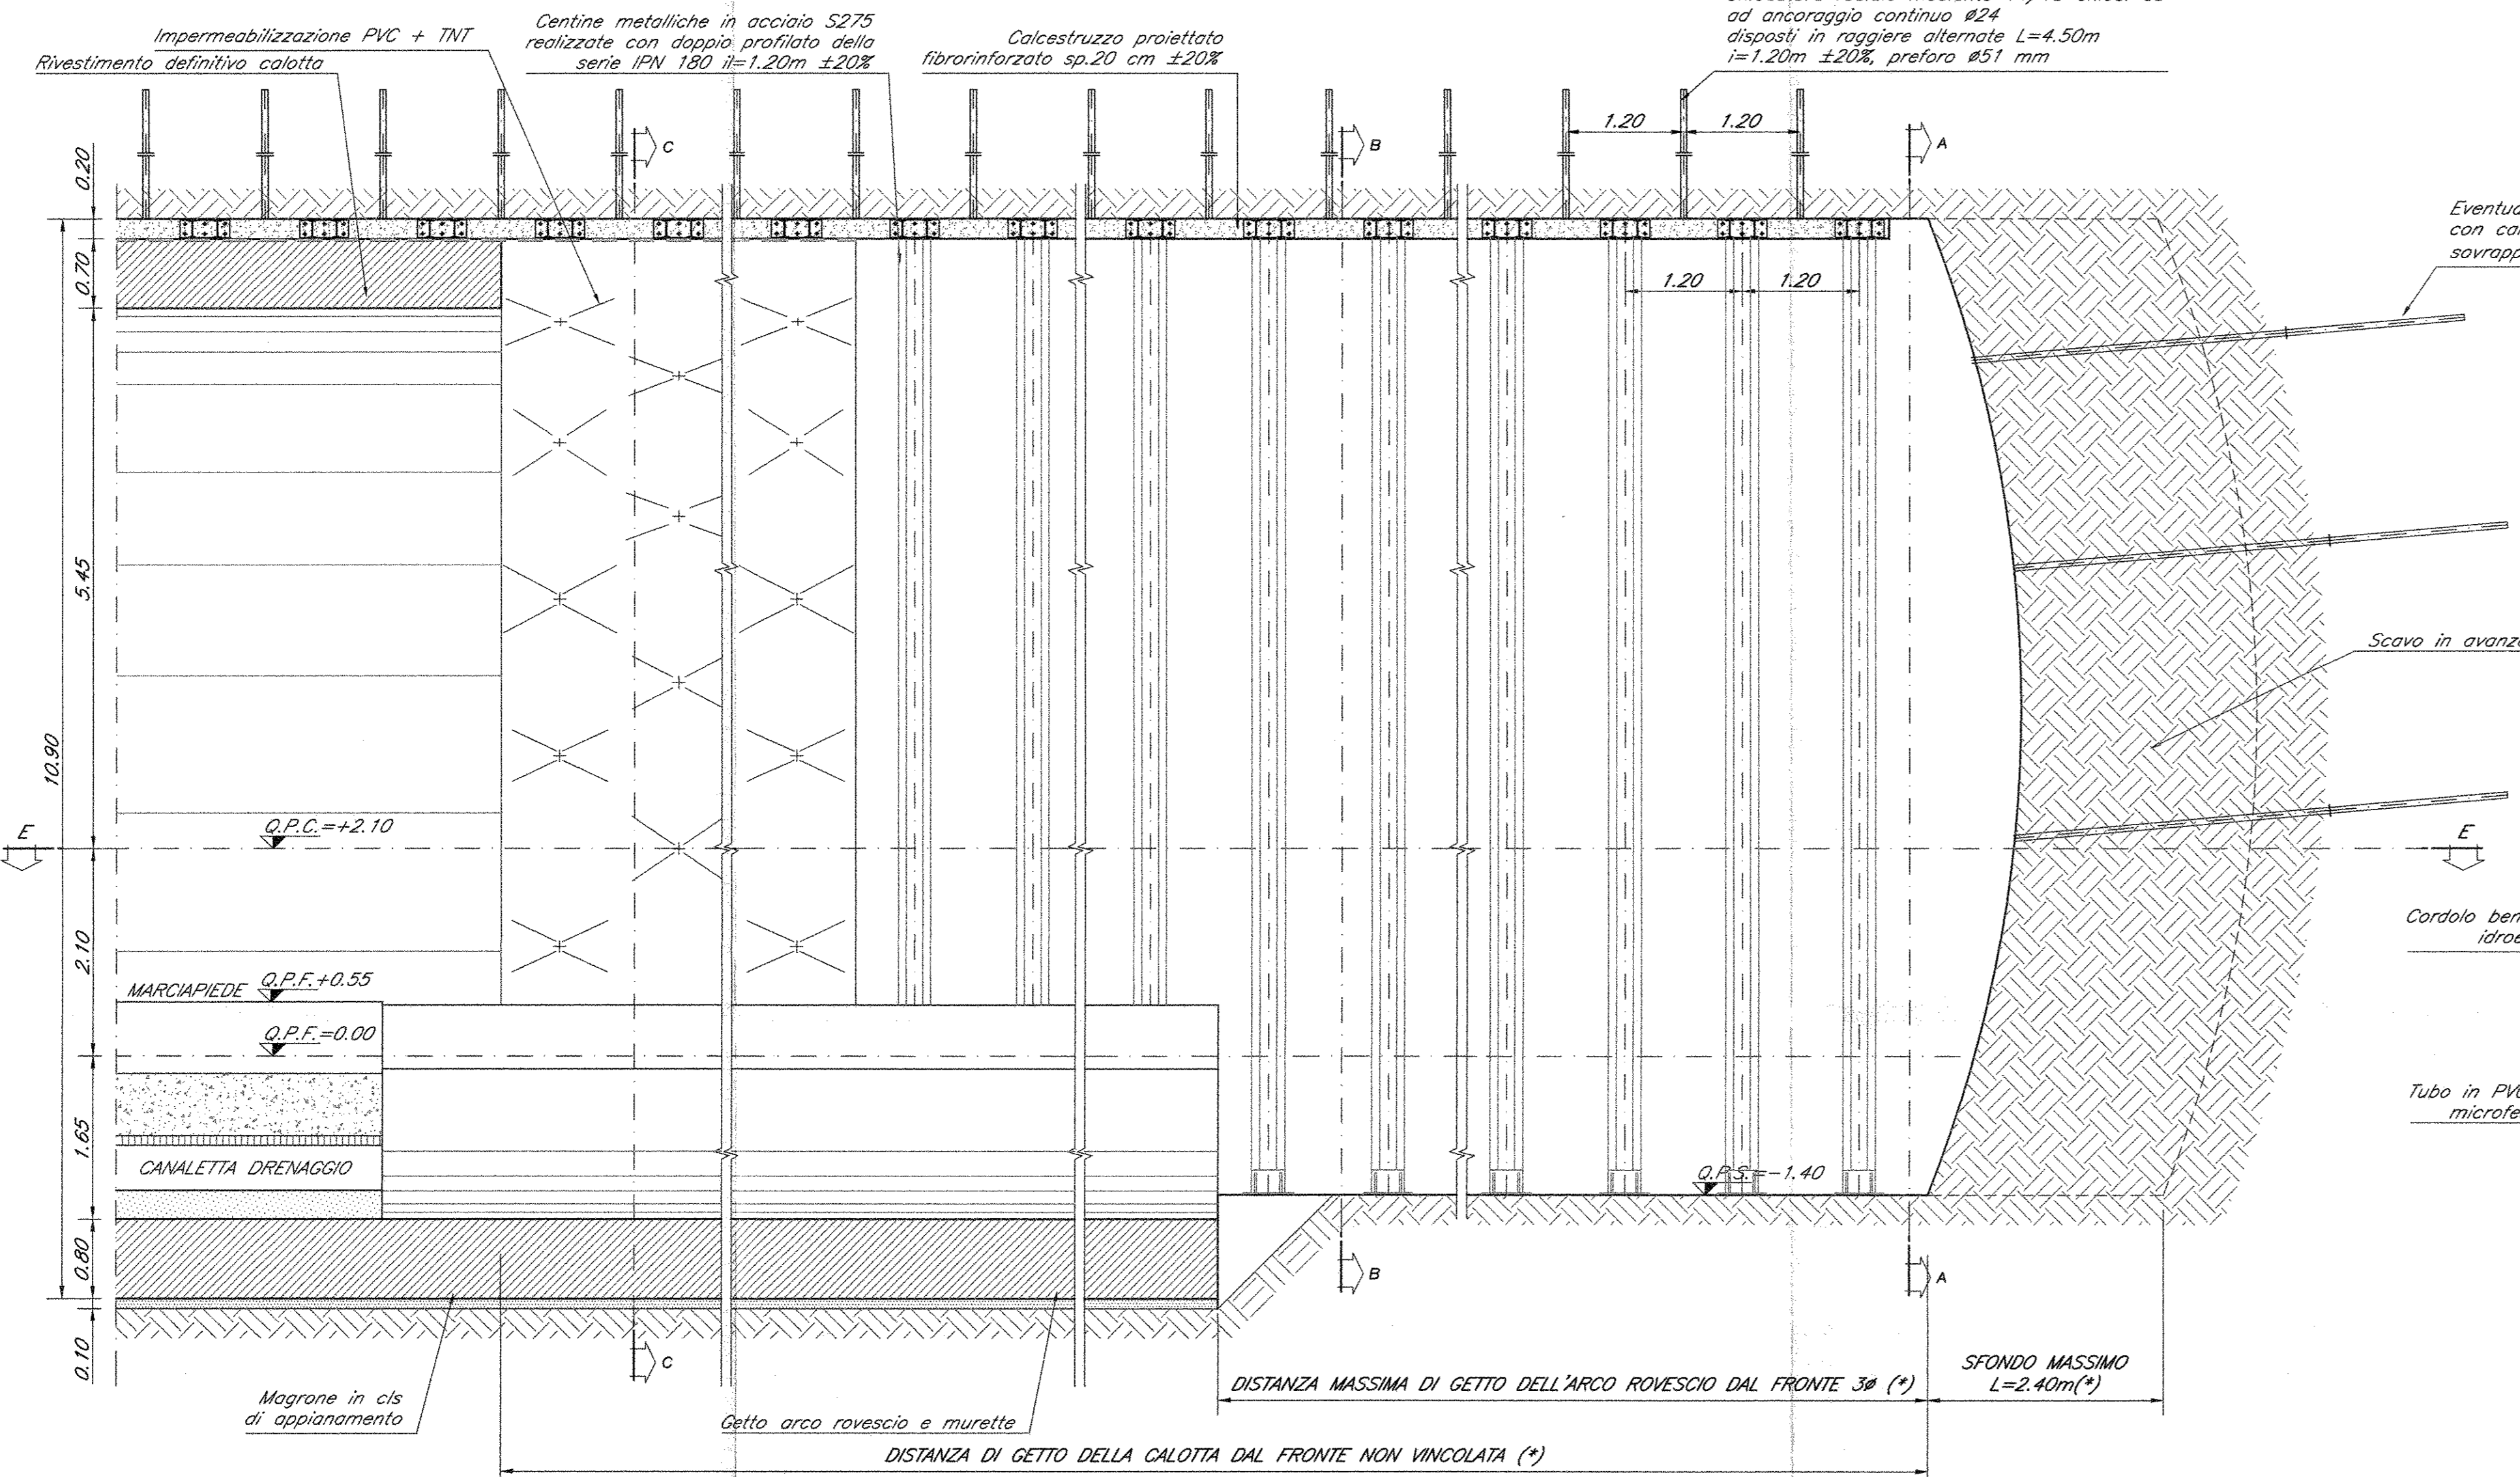 Impermeabilizzazione PVC + TNT
Rivestimento definitivo calotta
Centine metalliche in acciaio S275
realizzate con doppio profilato della
serie IPN 180 i=1.20m ±20%
Calcestruzzo proiettato
fibrorinforzato sp.20 cm ±20%
ad ancoraggio continuo ø24
disposti in raggiere alternate L=4.50m
i=1.20m ±20%, preforo ø51 mm
1.20
1.20
C
B
A
0.20
0.70
5.45
10.90
2.10
1.65
0.80
0.10
1.20
1.20
con
Scavo in
Q.P.C.=+2.10
E
E
Cordolo
MARCIAPIEDE
Q.P.F.+0.55
Q.P.F.=0.00
Tubo in
CANALETTA DRENAGGIO
Q.P.S.=-1.40
B
A
C
Magrone in cls
di appianamento
Getto arco rovescio e murette
DISTANZA MASSIMA DI GETTO DELL'ARCO ROVESCIO DAL FRONTE 3ø (*)
SFONDO MASSIMO
L=2.40m(*)
DISTANZA DI GETTO DELLA CALOTTA DAL FRONTE NON VINCOLATA (*)